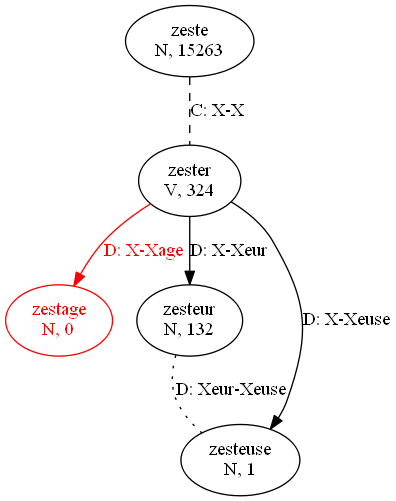 zeste
N, 15263
C: X-X
zester
V, 324
D: X-Xage
D: X-Xeur
D: X-Xeuse
zestage
N, 0
zesteur
N, 132
D: Xeur-Xeuse
zesteuse
N, 1